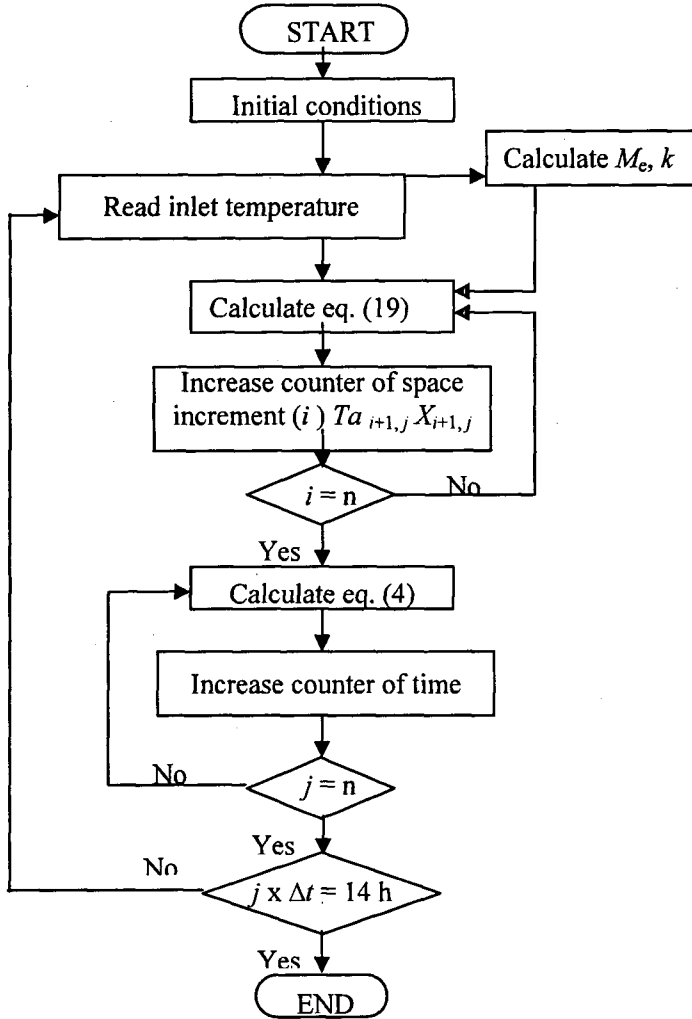 START
Initial conditions
Calculate Me, k
Read inlet temperature
Calculate eq. (19)
Increase counter of space
increment (i ) Ta i+1,j X i+1,j
i = n
No
Yes
Calculate eq. (4)
Increase counter of time
No
j = n
Yes
No
j x Δt = 14 h
Yes
END